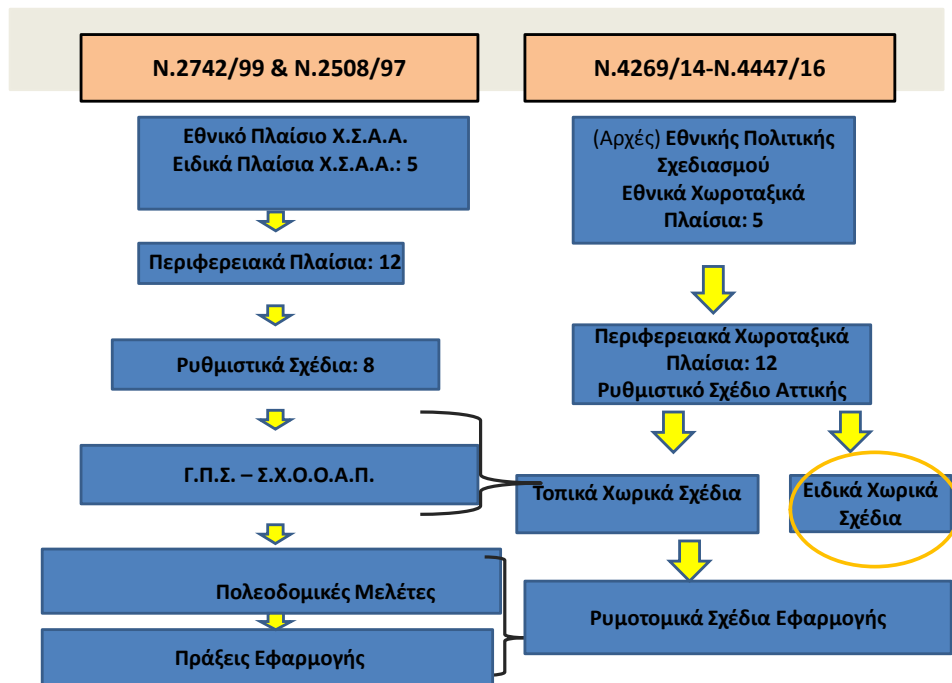 Ν.2742/99 & Ν.2508/97
Εθνικό Πλαίσιο Χ.Σ.Α.Α.
Ειδικά Πλαίσια Χ.Σ.Α.Α.: 5
Περιφερειακά Πλαίσια: 12
Ρυθμιστικά Σχέδια: 8
Γ.Π.Σ. – Σ.Χ.Ο.Ο.Α.Π.
Πολεοδομικές Μελέτες
Πράξεις Εφαρμογής
Ν.4269/14-Ν.4447/16
(Αρχές) Εθνικής Πολιτικής
Σχεδιασμού
Εθνικά Χωροταξικά
Πλαίσια: 5
Περιφερειακά Χωροταξικά
Πλαίσια: 12
Ρυθμιστικό Σχέδιο Αττικής
Τοπικά Χωρικά Σχέδια
Ειδικά Χωρικά
Σχέδια
Ρυμοτομικά Σχέδια Εφαρμογής